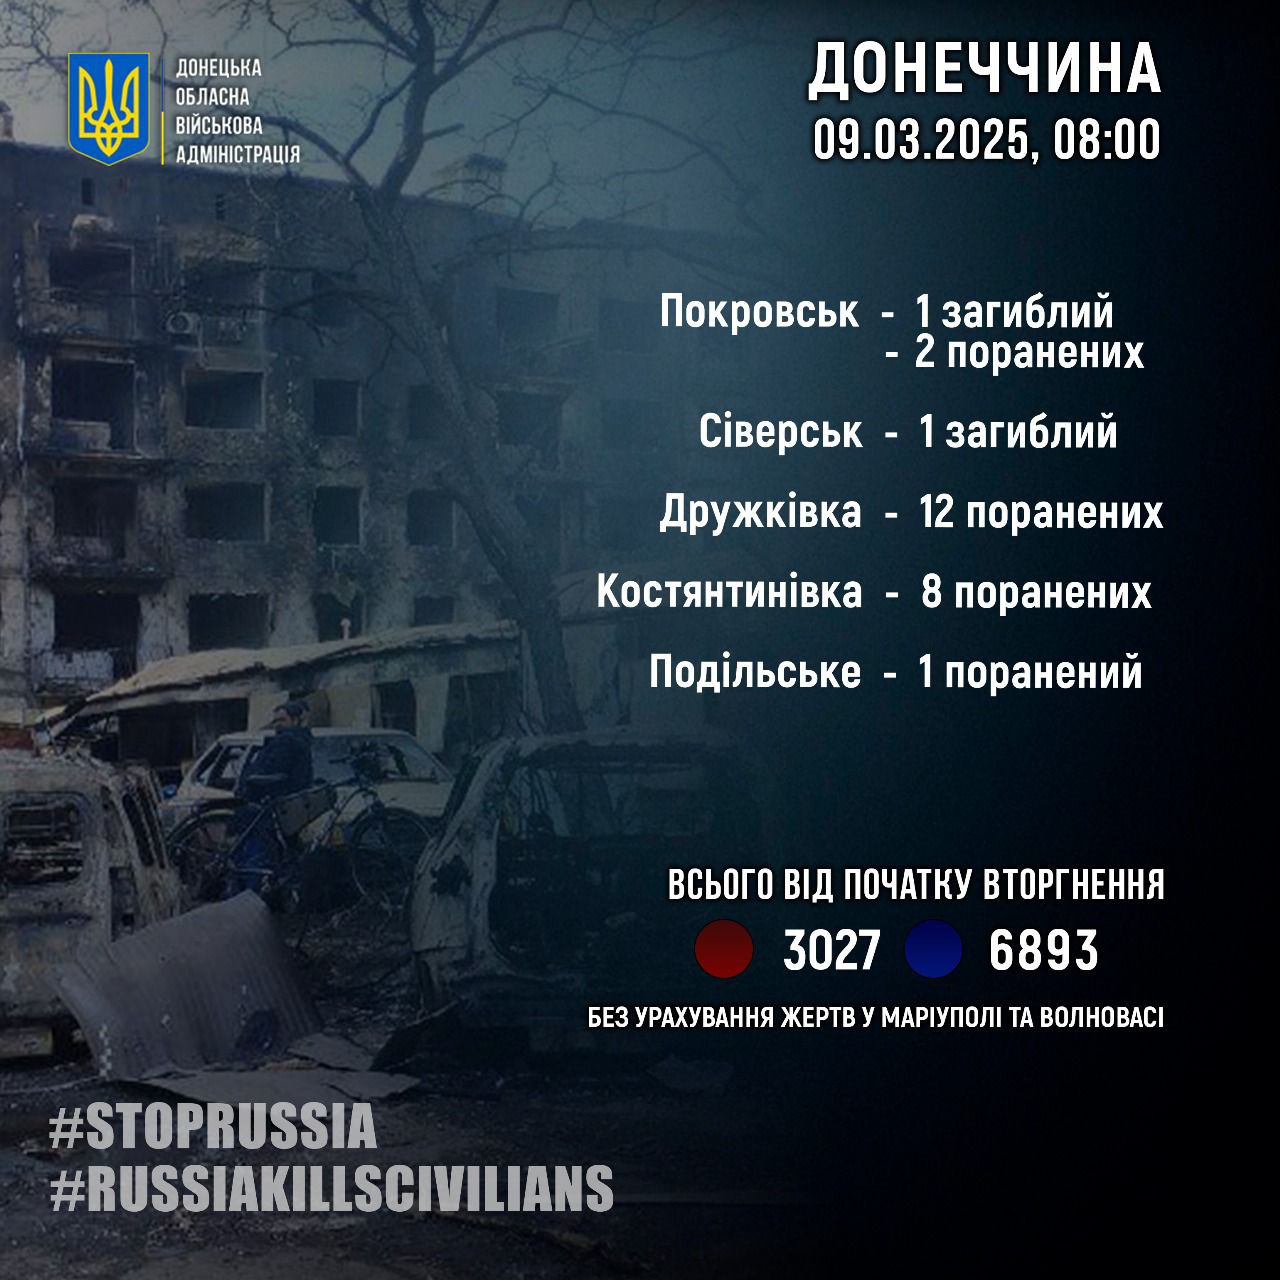 ДОНЕЦЬКА
ОБЛАСНА
ВІЙСЬКОВА
АДМІНІСТРАЦІЯ
ДОНЕЧЧИНА
09.03.2025, 08:00
Покровськ - 1 загиблий
- 2 поранених
Сіверськ - 1 загиблий
Дружківка - 12 поранених
Костянтинівка - 8 поранених
Подільське - 1 поранений
ВСЬОГО ВІД ПОЧАТКУ ВТОРГНЕННЯ
3027 6893
БЕЗ УРАХУВАННЯ ЖЕРТВ У МАРІУПОЛІ ТА ВОЛНОВАСІ
#STOPRUSSIA
#RUSSIAKILLSCIVILIANS